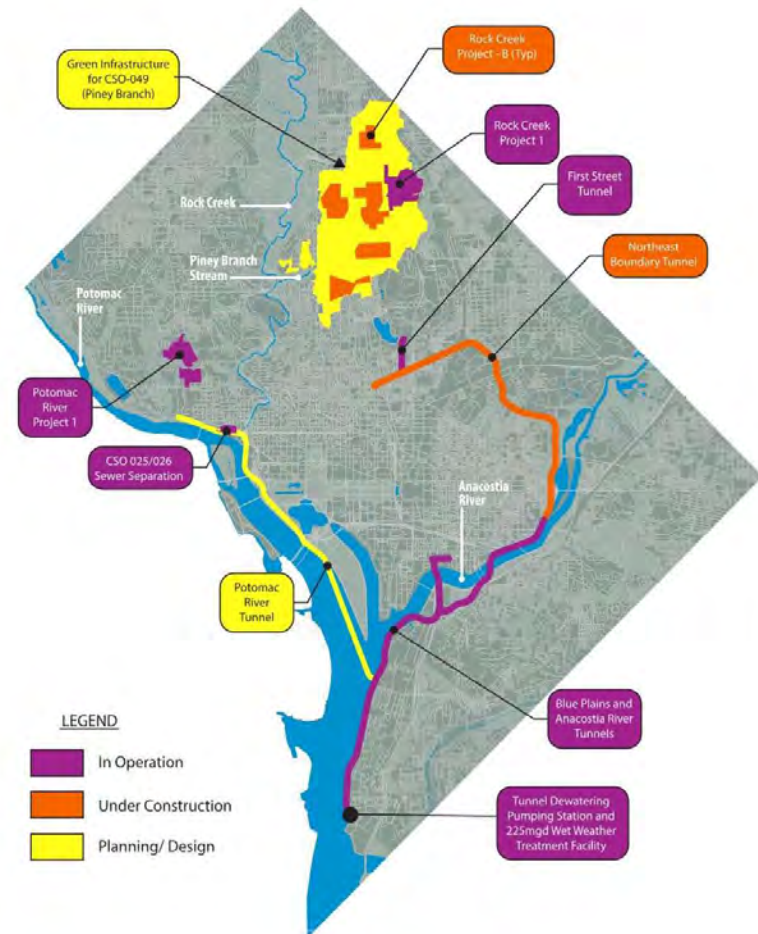 Green Infrastructure
for CSO-049
(Piney Branch)
Rock Creek
Project - B (Typ)
Rock Creek
Project 1
First Street
Tunnel
Rock Creek
Northeast
Boundary Tunnel
Piney Branch
Stream
Potomac
River
Potomac
River
Project 1
CSO 025/026
Sewer Separation
Anacostia
River
Potomac
River
Tunnel
Blue Plains and
Anacostia River
Tunnels
LEGEND
In Operation
Under Construction
Planning/ Design
Tunnel Dewatering
Pumping Station and
225mgd Wet Weather
Treatment Facility